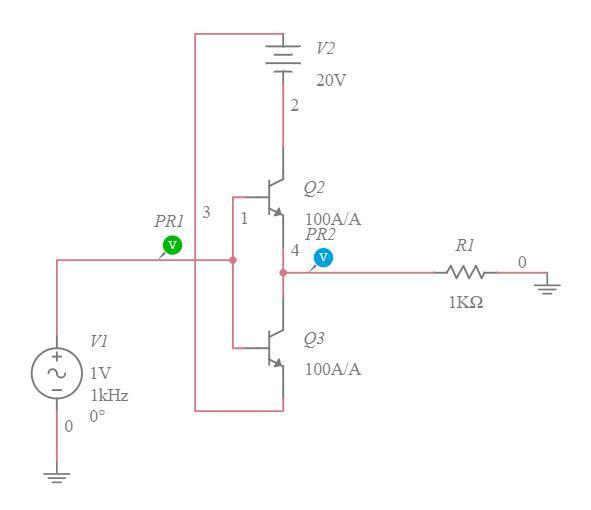 V2
20V
2
Q2
100A/A
3
1
PR1
V
PR2
V
4
R1
0
1KΩ
Q3
100A/A
V1
+
1V
1kHz
0°
−
0